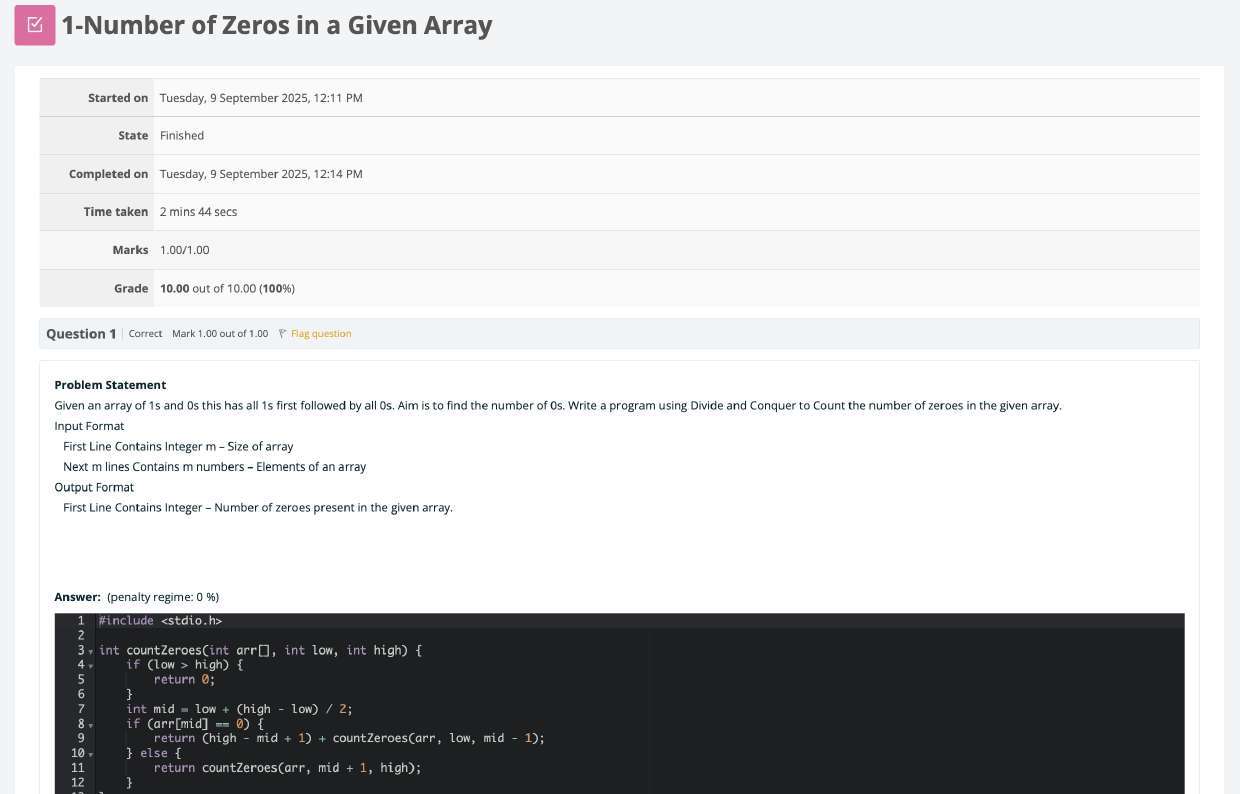 1-Number of Zeros in a Given Array
Started on Tuesday, 9 September 2025, 12:11 PM
State Finished
Completed on Tuesday, 9 September 2025, 12:14 PM
Time taken 2 mins 44 secs
Marks 1.00/1.00
Grade 10.00 out of 10.00 (100%)
Question 1 Correct Mark 1.00 out of 1.00 Flag question
Problem Statement
Given an array of 1s and 0s this has all 1s first followed by all 0s. Aim is to find the number of 0s. Write a program using Divide and Conquer to Count the number of zeroes in the given array.
Input Format
First Line Contains Integer m – Size of array
Next m lines Contains m numbers – Elements of an array
Output Format
First Line Contains Integer – Number of zeroes present in the given array.
Answer: (penalty regime: 0 %)
1 #include <stdio.h>
2
3 int countZeroes(int arr[], int low, int high) {
4     if (low > high) {
5         return 0;
6     }
7     int mid = low + (high - low) / 2;
8     if (arr[mid] == 0) {
9         return (high - mid + 1) + countZeroes(arr, low, mid - 1);
10     } else {
11         return countZeroes(arr, mid + 1, high);
12     }